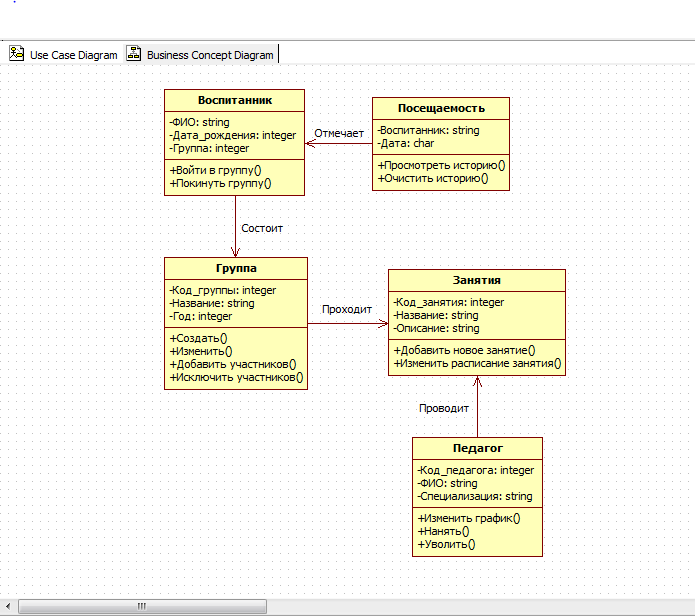 Use Case Diagram
Business Concept Diagram
Воспитанник
-ФИО: string
-Дата_рождения: integer
-Группа: integer
+Войти в группу()
+Покинуть группу()
Отмечает
Посещаемость
-Воспитанник: string
-Дата: char
+Просмотреть историю()
+Очистить историю()
Состоит
Группа
-Код_группы: integer
-Название: string
-Год: integer
+Создать()
+Изменить()
+Добавить участников()
+Исключить участников()
Проходит
Занятия
-Код_занятия: integer
-Название: string
-Описание: string
+Добавить новое занятие()
+Изменить расписание занятия()
Проводит
Педагог
-Код_педагога: integer
-ФИО: string
-Специализация: string
+Изменить график()
+Нанять()
+Уволить()